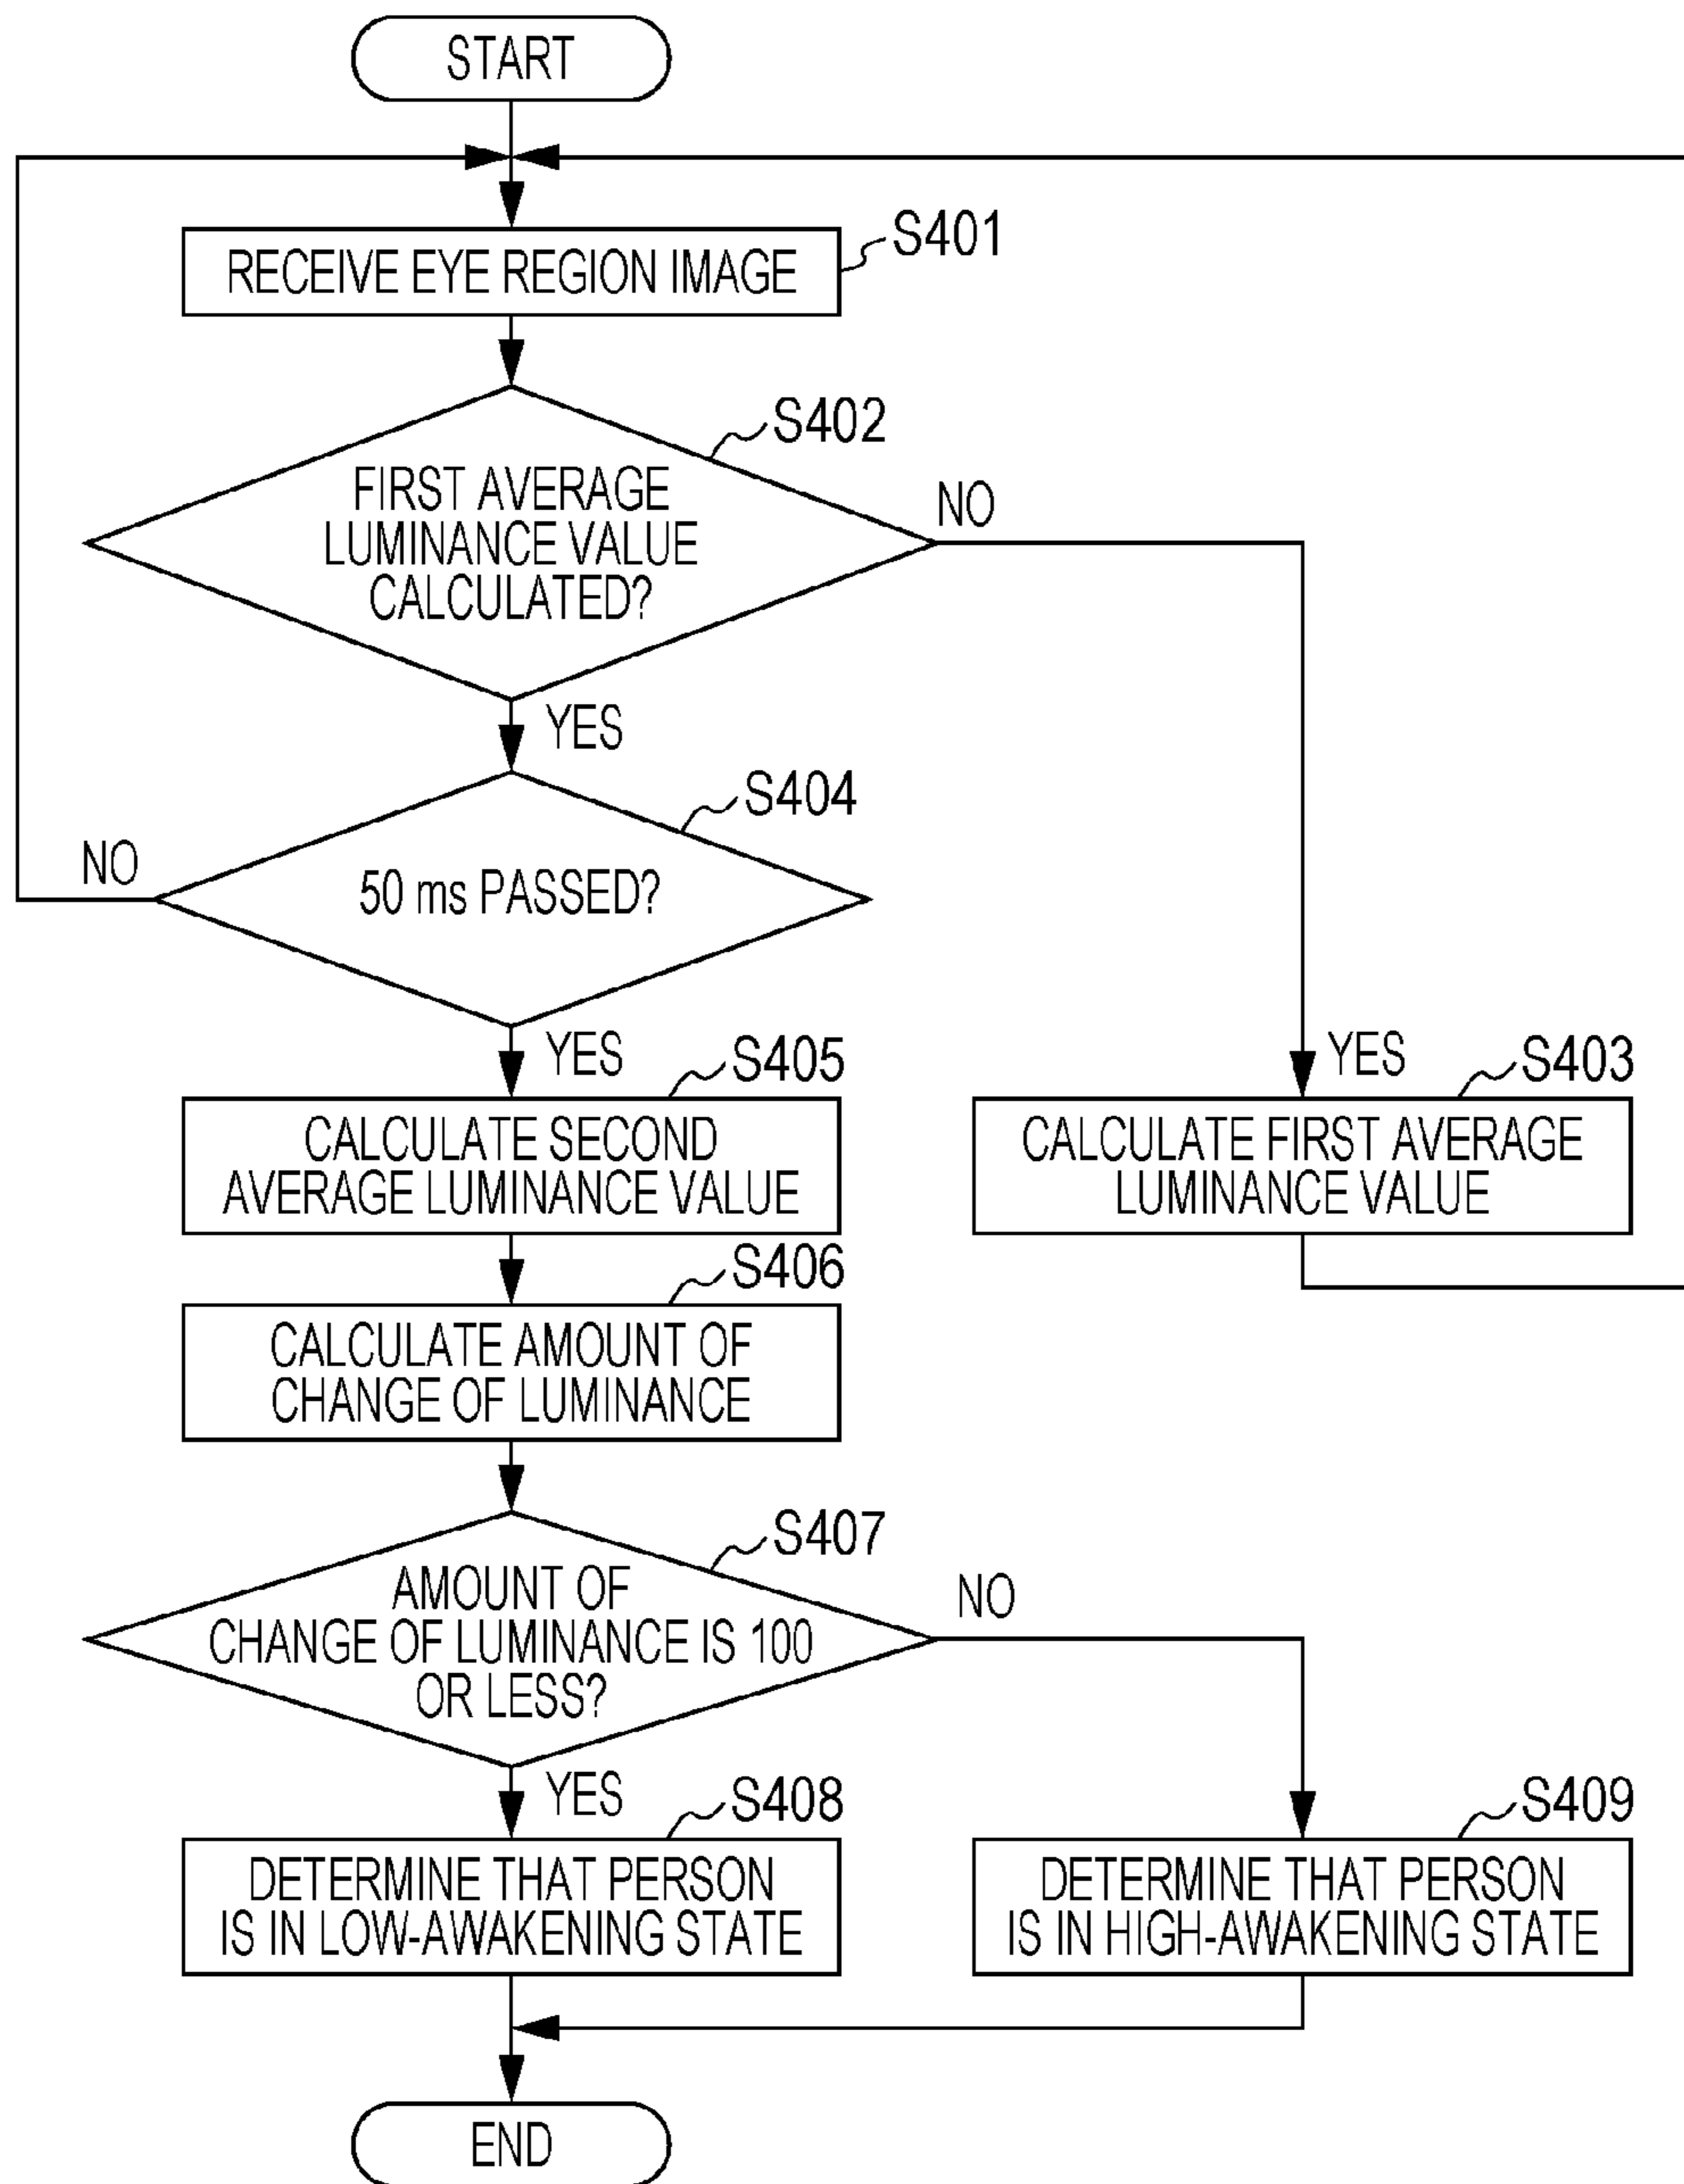 START
RECEIVE EYE REGION IMAGE
S401
S402
FIRST AVERAGE
LUMINANCE VALUE
CALCULATED?
NO
YES
S404
50 ms PASSED?
NO
YES
S405
CALCULATE SECOND
AVERAGE LUMINANCE VALUE
YES
S403
CALCULATE FIRST AVERAGE
LUMINANCE VALUE
S406
CALCULATE AMOUNT OF
CHANGE OF LUMINANCE
S407
AMOUNT OF
CHANGE OF LUMINANCE IS 100
OR LESS?
NO
YES
S408
DETERMINE THAT PERSON
IS IN LOW-AWAKENING STATE
S409
DETERMINE THAT PERSON
IS IN HIGH-AWAKENING STATE
END